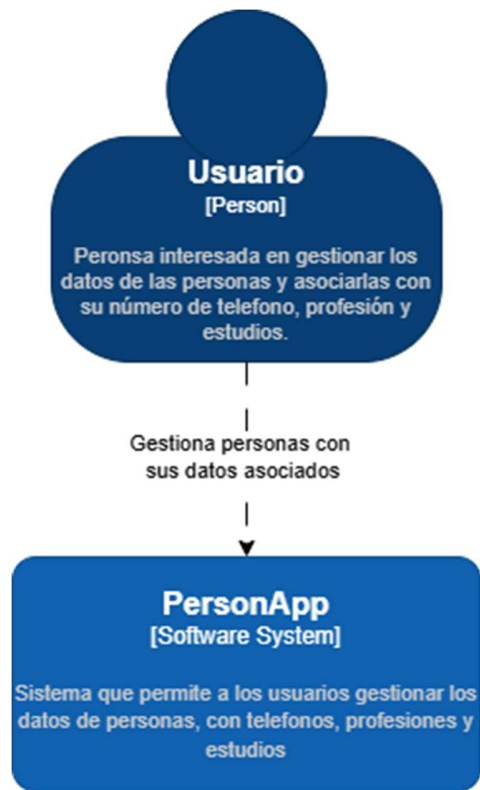 Usuario
[Person]
Peronsa interesada en gestionar los
datos de las personas y asociarlas con
su número de telefono, profesión y
estudios.
Gestiona personas con
sus datos asociados
PersonApp
[Software System]
Sistema que permite a los usuarios gestionar los
datos de personas, con telefonos, profesiones y
estudios